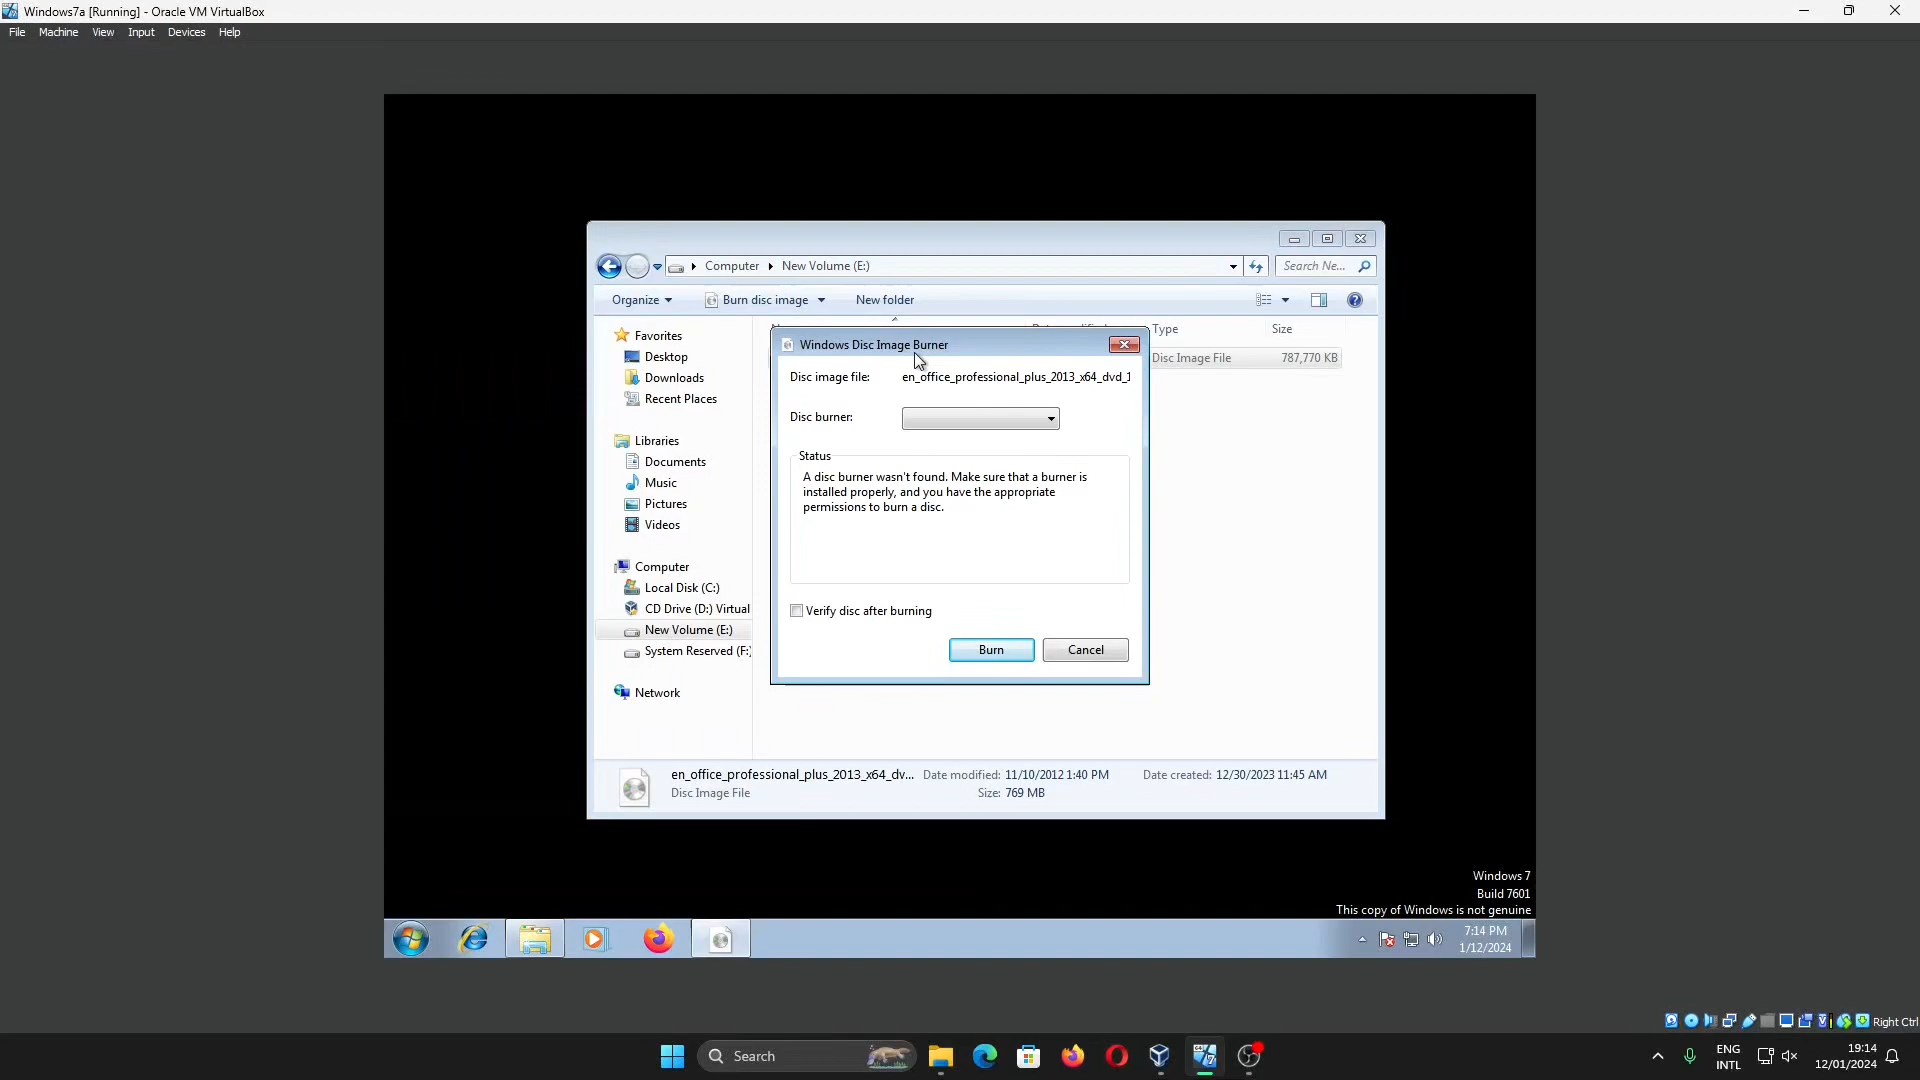 Windows7a [Running] - Oracle VM VirtualBox
File Machine View Input Devices Help
Computer New Volume (E:)
Search Ne...
Organize Burn disc image New folder
Type Size
Disc Image File 787,770 KB
Favorites
Desktop
Downloads
Recent Places
Libraries
Documents
Music
Pictures
Videos
Computer
Local Disk (C:)
CD Drive (D:) Virtual
New Volume (E:)
System Reserved (F:)
Network
Windows Disc Image Burner
Disc image file: en_office_professional_plus_2013_x64_dvd_1
Disc burner:
Status
A disc burner wasn't found. Make sure that a burner is
installed properly, and you have the appropriate
permissions to burn a disc.
Verify disc after burning
Burn Cancel
en_office_professional_plus_2013_x64_dv... Date modified: 11/10/2012 1:40 PM Date created: 12/30/2023 11:45 AM
Disc Image File Size: 769 MB
Windows 7
Build 7601
This copy of Windows is not genuine
7:14 PM
1/12/2024
Right Ctrl
Search
ENG
INTL
19:14
12/01/2024